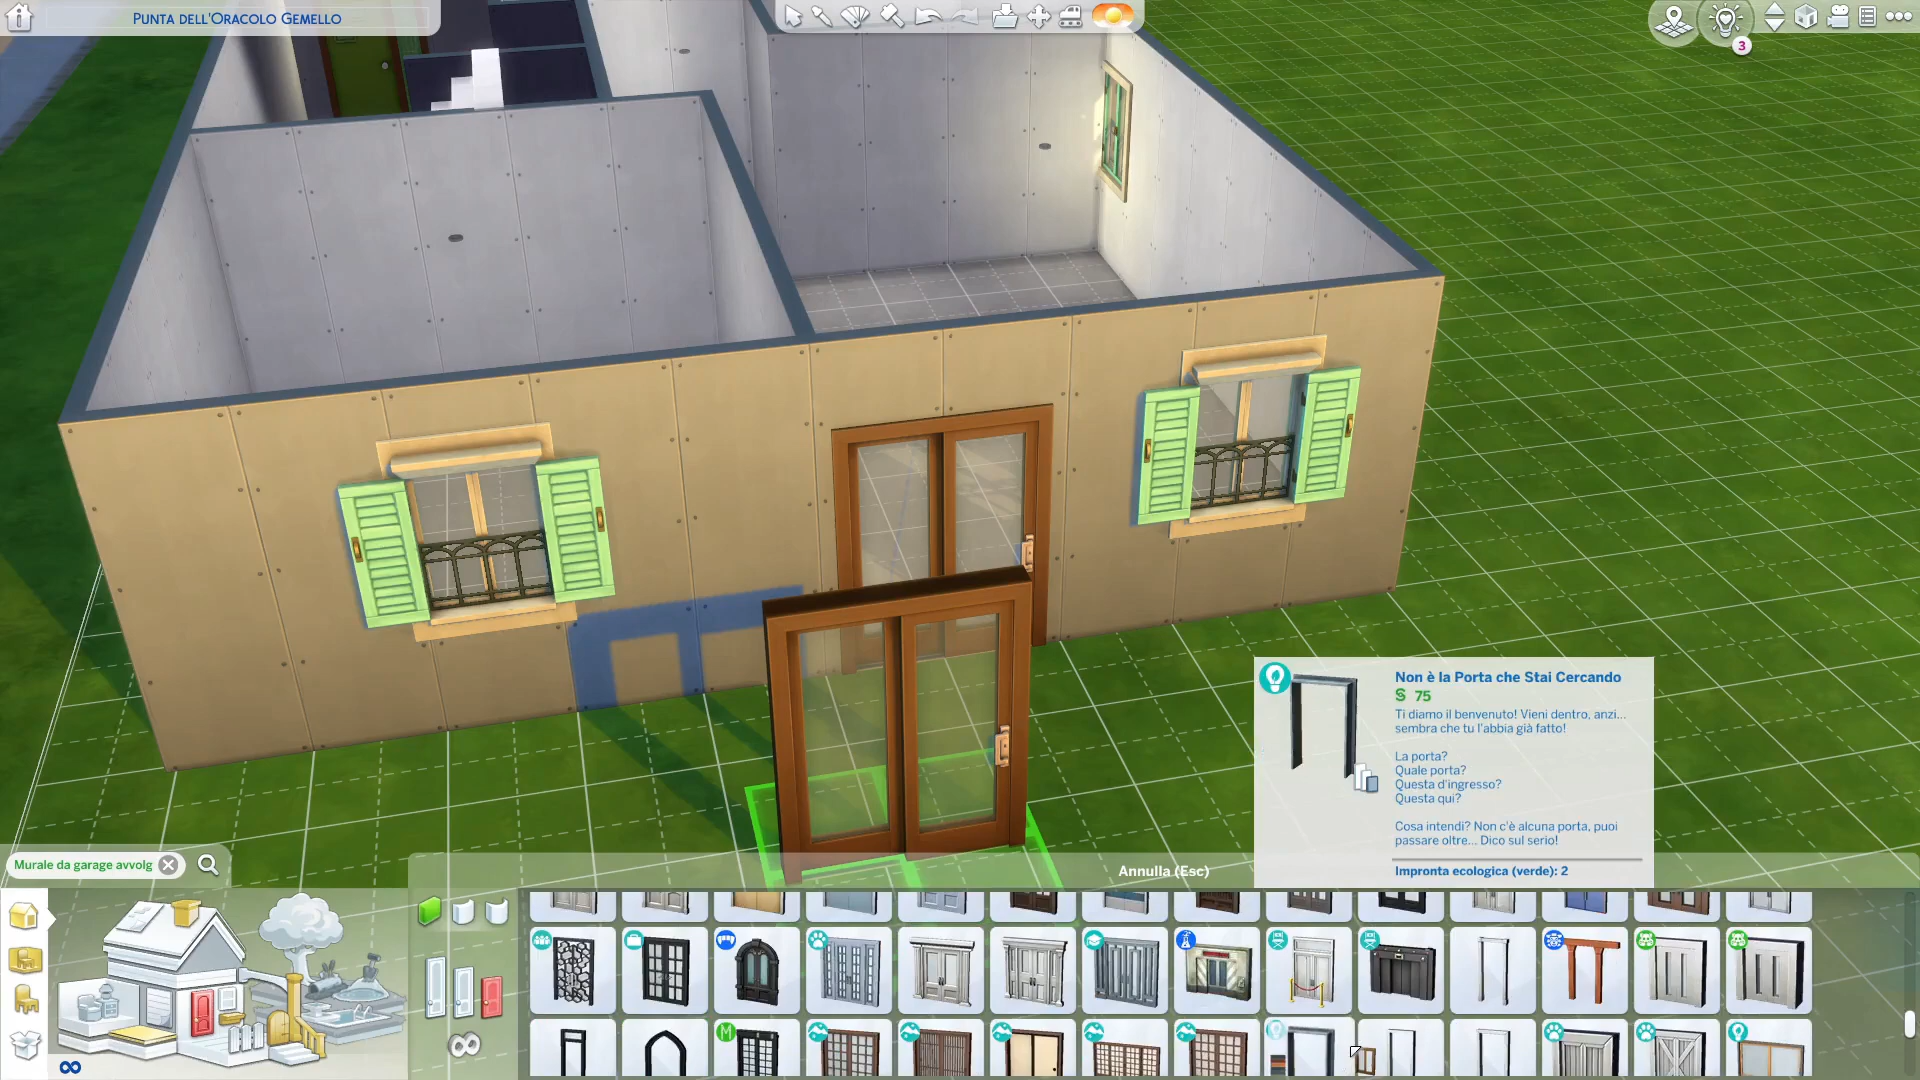 Punta dell'Oracolo Gemello
3
Non è la Porta che Stai Cercando
§ 75
Ti diamo il benvenuto! Vieni dentro, anzi...
sembra che tu l'abbia già fatto!
La porta?
Quale porta?
Questa d'ingresso?
Questa qui?
Cosa intendi? Non c'è alcuna porta, puoi
passare oltre... Dico sul serio!
Impronta ecologica (verde): 2
Murale da garage avvolg
Annulla (Esc)
M